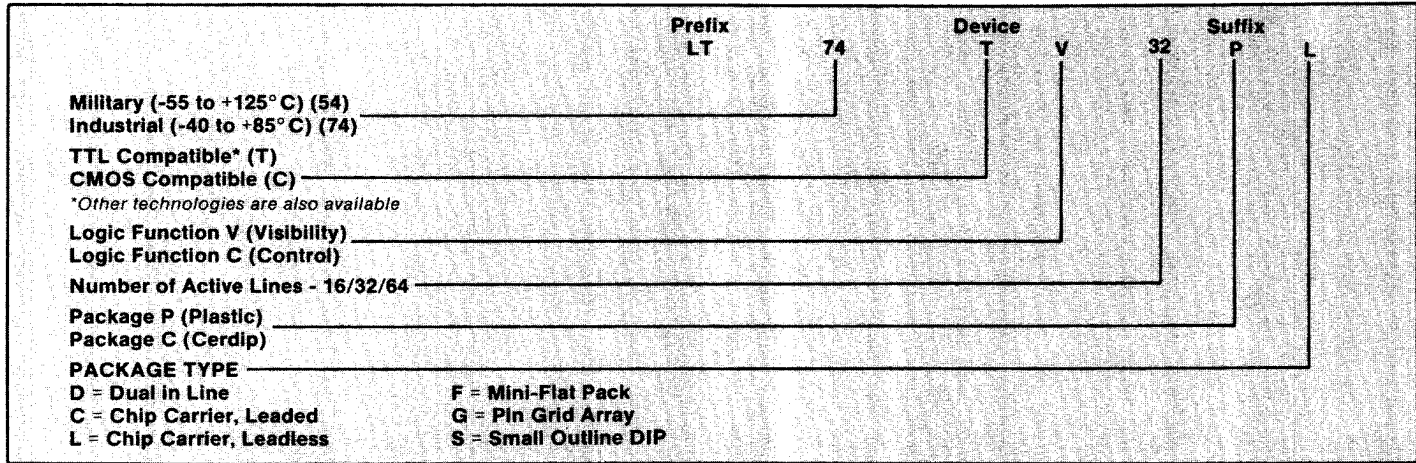 Prefix Device Suffix
LT 74 T V 32 P L
Military (-55 to +125°C) (54)
Industrial (-40 to +85°C) (74)
TTL Compatible* (T)
CMOS Compatible (C)
*Other technologies are also available
Logic Function V (Visibility)
Logic Function C (Control)
Number of Active Lines - 16/32/64
Package P (Plastic)
Package C (Cerdip)
PACKAGE TYPE
D = Dual in Line F = Mini-Flat Pack
C = Chip Carrier, Leaded G = Pin Grid Array
L = Chip Carrier, Leadless S = Small Outline DIP